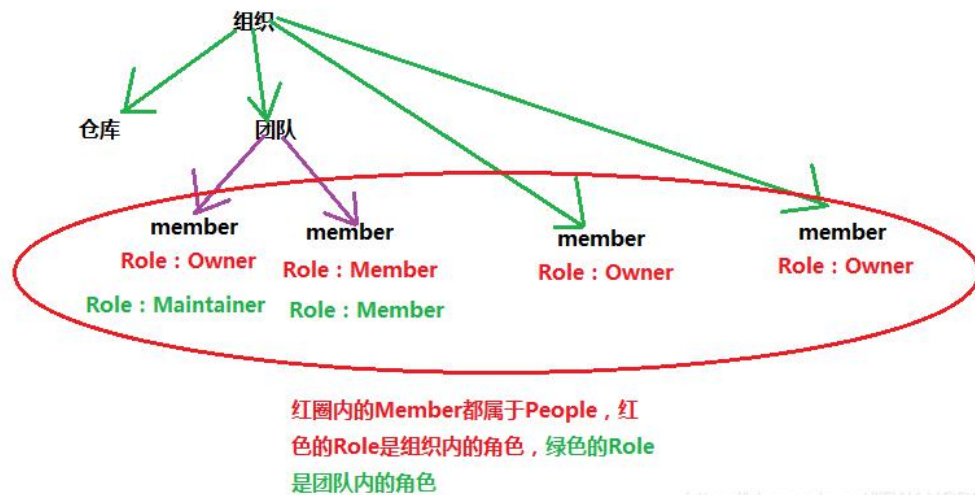 组织
仓库
团队
member
member
member
member
Role：Owner
Role：Member
Role：Owner
Role：Owner
Role：Maintainer
Role：Member
红圈内的Member都属于People，红
色的Role是组织内的角色，绿色的Role
是团队内的角色